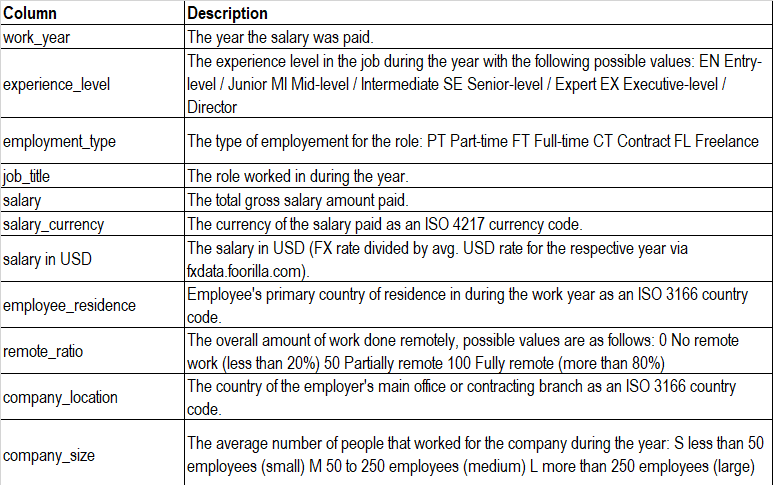 Column Description
work_year The year the salary was paid.
The experience level in the job during the year with the following possible values: EN Entry-
experience_level level / Junior MI Mid-level / Intermediate SE Senior-level / Expert EX Executive-level /
Director
employment_type The type of employement for the role: PT Part-time FT Full-time CT Contract FL Freelance
job_title The role worked in during the year.
salary The total gross salary amount paid.
salary_currency The currency of the salary paid as an ISO 4217 currency code.
salary in USD The salary in USD (FX rate divided by avg. USD rate for the respective year via
fxdata.foorilla.com).
employee_residence Employee's primary country of residence in during the work year as an ISO 3166 country
code.
remote_ratio The overall amount of work done remotely, possible values are as follows: 0 No remote
work (less than 20%) 50 Partially remote 100 Fully remote (more than 80%)
company_location The country of the employer's main office or contracting branch as an ISO 3166 country
code.
company_size The average number of people that worked for the company during the year: S less than 50
employees (small) M 50 to 250 employees (medium) L more than 250 employees (large)